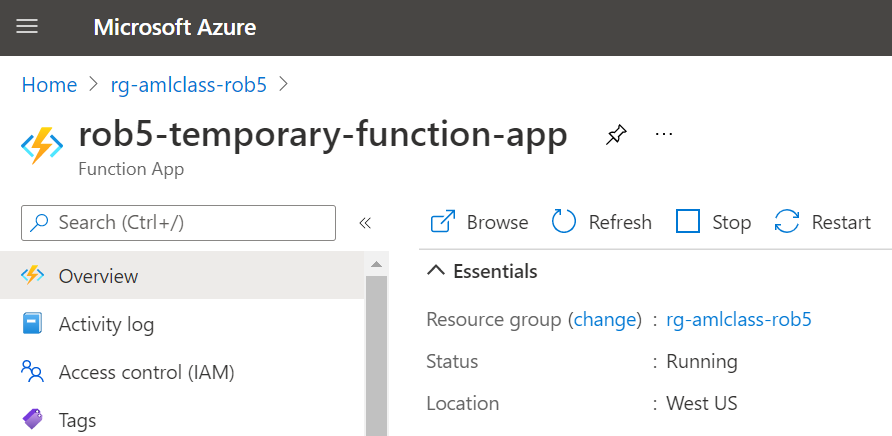 Microsoft Azure
Home > rg-amlclass-rob5 >
rob5-temporary-function-app ...
Function App
Search (Ctrl+/) «
Browse Refresh Stop Restart
Overview
Activity log
Access control (IAM)
Tags
Essentials
Resource group (change) : rg-amlclass-rob5
Status : Running
Location : West US